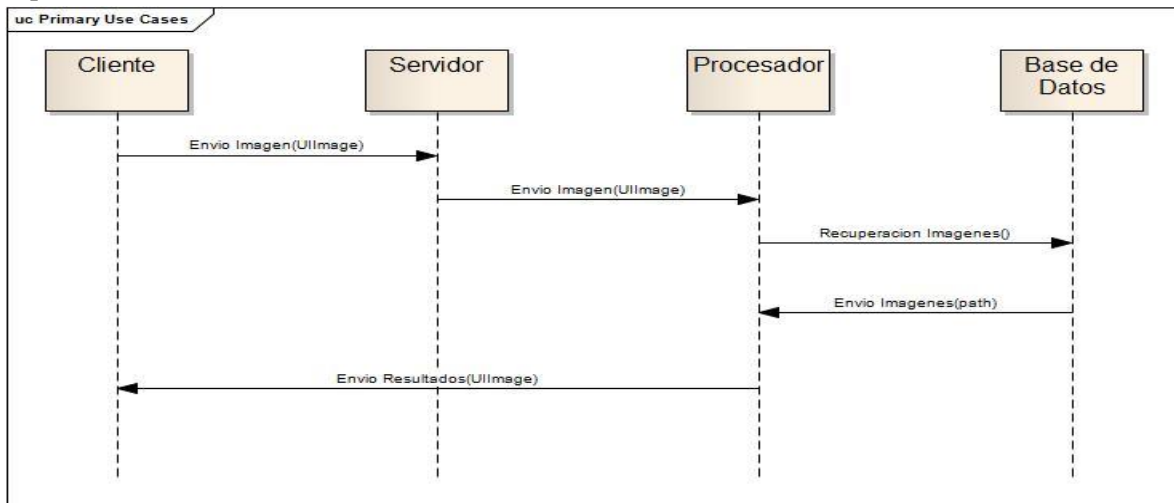 uc Primary Use Cases
Cliente
Servidor
Procesador
Base de
Datos
Envio Imagen(UIImage)
Envio Imagen(UIImage)
Recuperacion Imagenes()
Envio Imagenes(path)
Envio Resultados(UIImage)